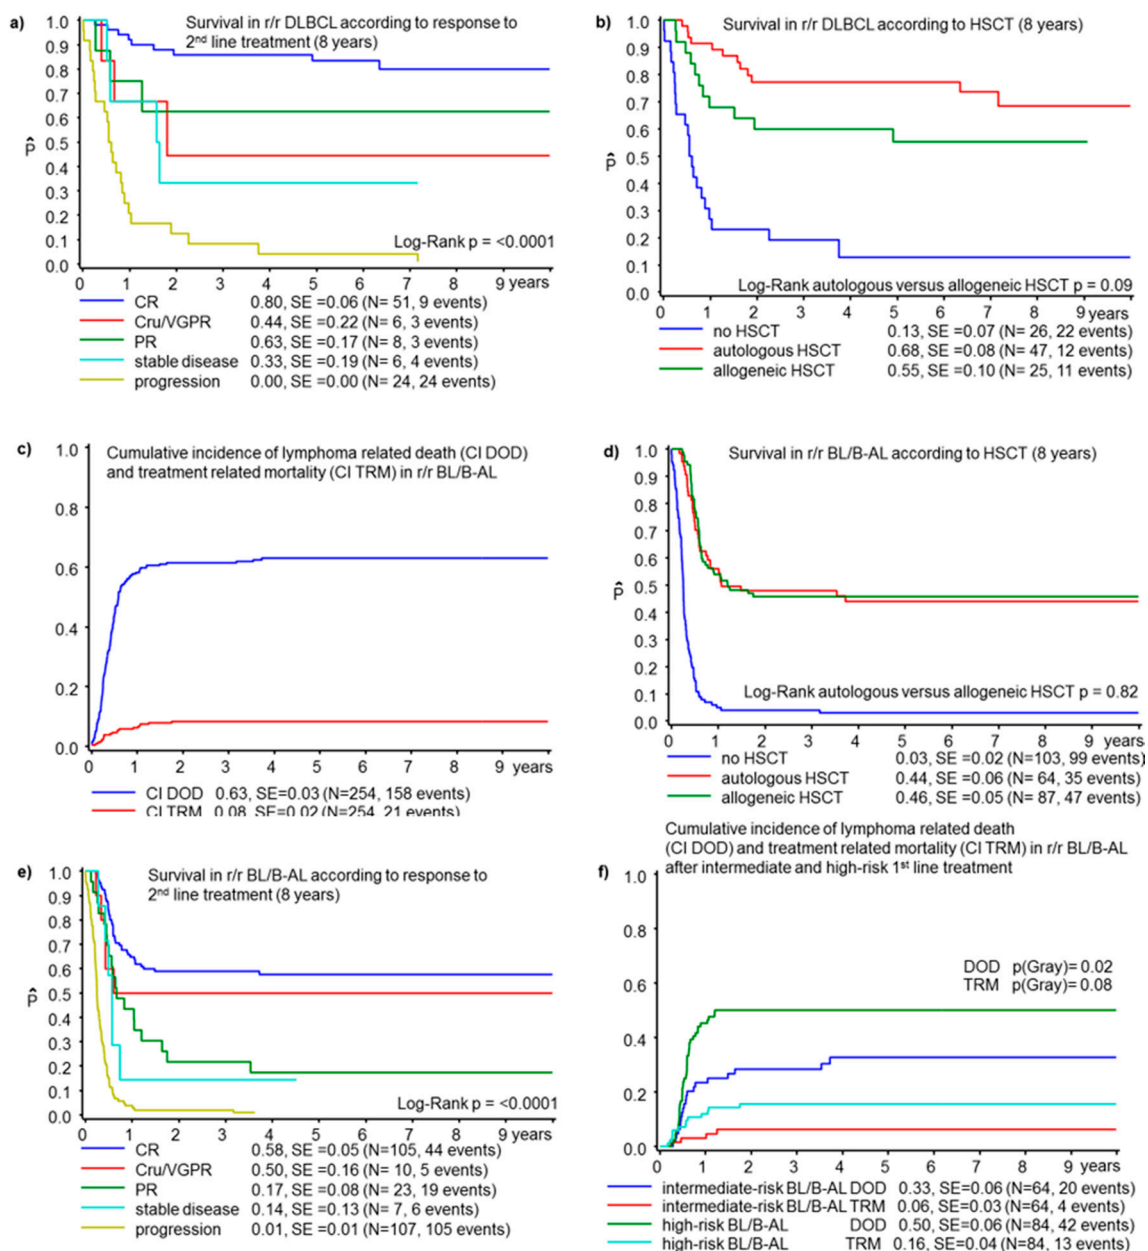 a)
Survival in r/r DLBCL according to response to
2nd line treatment (8 years)
1.0
0.9
0.8
0.7
0.6
0.5
0.4
0.3
0.2
0.1
0.0
P̂
Log-Rank p = <0.0001
0 1 2 3 4 5 6 7 8 9 years
CR 0.80, SE =0.06 (N= 51, 9 events)
Cru/VGPR 0.44, SE =0.22 (N= 6, 3 events)
PR 0.63, SE =0.17 (N= 8, 3 events)
stable disease 0.33, SE =0.19 (N= 6, 4 events)
progression 0.00, SE =0.00 (N= 24, 24 events)
b)
Survival in r/r DLBCL according to HSCT (8 years)
1.0
0.9
0.8
0.7
0.6
0.5
0.4
0.3
0.2
0.1
0.0
P̂
Log-Rank autologous versus allogeneic HSCT p = 0.09
0 1 2 3 4 5 6 7 8 9 years
no HSCT 0.13, SE =0.07 (N= 26, 22 events)
autologous HSCT 0.68, SE =0.08 (N= 47, 12 events)
allogeneic HSCT 0.55, SE =0.10 (N= 25, 11 events)
c)
Cumulative incidence of lymphoma related death (CI DOD)
and treatment related mortality (CI TRM) in r/r BL/B-AL
1.0
0.8
0.6
0.4
0.2
0.0
0 1 2 3 4 5 6 7 8 9 years
CI DOD 0.63, SE=0.03 (N=254, 158 events)
CI TRM 0.08, SE=0.02 (N=254, 21 events)
d)
Survival in r/r BL/B-AL according to HSCT (8 years)
1.0
0.9
0.8
0.7
0.6
0.5
0.4
0.3
0.2
0.1
0.0
P̂
Log-Rank autologous versus allogeneic HSCT p = 0.82
0 1 2 3 4 5 6 7 8 9 years
no HSCT 0.03, SE =0.02 (N=103, 99 events)
autologous HSCT 0.44, SE =0.06 (N= 64, 35 events)
allogeneic HSCT 0.46, SE =0.05 (N= 87, 47 events)
e)
Survival in r/r BL/B-AL according to response to
2nd line treatment (8 years)
1.0
0.9
0.8
0.7
0.6
0.5
0.4
0.3
0.2
0.1
0.0
P̂
Log-Rank p = <0.0001
0 1 2 3 4 5 6 7 8 9 years
CR 0.58, SE =0.05 (N=105, 44 events)
Cru/VGPR 0.50, SE =0.16 (N= 10, 5 events)
PR 0.17, SE =0.08 (N= 23, 19 events)
stable disease 0.14, SE =0.13 (N= 7, 6 events)
progression 0.01, SE =0.01 (N=107, 105 events)
Cumulative incidence of lymphoma related death
(CI DOD) and treatment related mortality (CI TRM) in r/r BL/B-AL
f) after intermediate and high-risk 1st line treatment
1.0
0.8
0.6
0.4
0.2
0.0
DOD p(Gray)= 0.02
TRM p(Gray)= 0.08
0 1 2 3 4 5 6 7 8 9 years
intermediate-risk BL/B-AL DOD 0.33, SE=0.06 (N=64, 20 events)
intermediate-risk BL/B-AL TRM 0.06, SE=0.03 (N=64, 4 events)
high-risk BL/B-AL DOD 0.50, SE=0.06 (N=84, 42 events)
high-risk BL/B-AL TRM 0.16, SE=0.04 (N=84, 13 events)